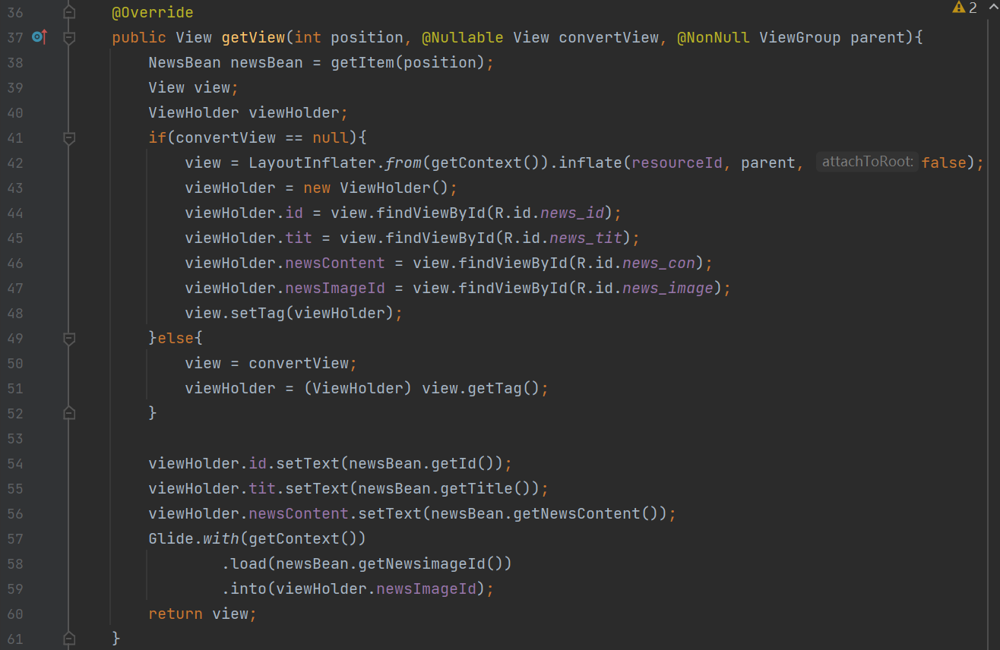 2
36 @Override
37 public View getView(int position, @Nullable View convertView, @NonNull ViewGroup parent){
38 NewsBean newsBean = getItem(position);
39 View view;
40 ViewHolder viewHolder;
41 if(convertView == null){
42 view = LayoutInflater.from(getContext()).inflate(resourceId, parent, attachToRoot: false);
43 viewHolder = new ViewHolder();
44 viewHolder.id = view.findViewById(R.id.news_id);
45 viewHolder.tit = view.findViewById(R.id.news_tit);
46 viewHolder.newsContent = view.findViewById(R.id.news_con);
47 viewHolder.newsImageId = view.findViewById(R.id.news_image);
48 view.setTag(viewHolder);
49 }else{
50 view = convertView;
51 viewHolder = (ViewHolder) view.getTag();
52 }
53
54 viewHolder.id.setText(newsBean.getId());
55 viewHolder.tit.setText(newsBean.getTitle());
56 viewHolder.newsContent.setText(newsBean.getNewsContent());
57 Glide.with(getContext())
58 .load(newsBean.getNewsimageId())
59 .into(viewHolder.newsImageId);
60 return view;
61 }